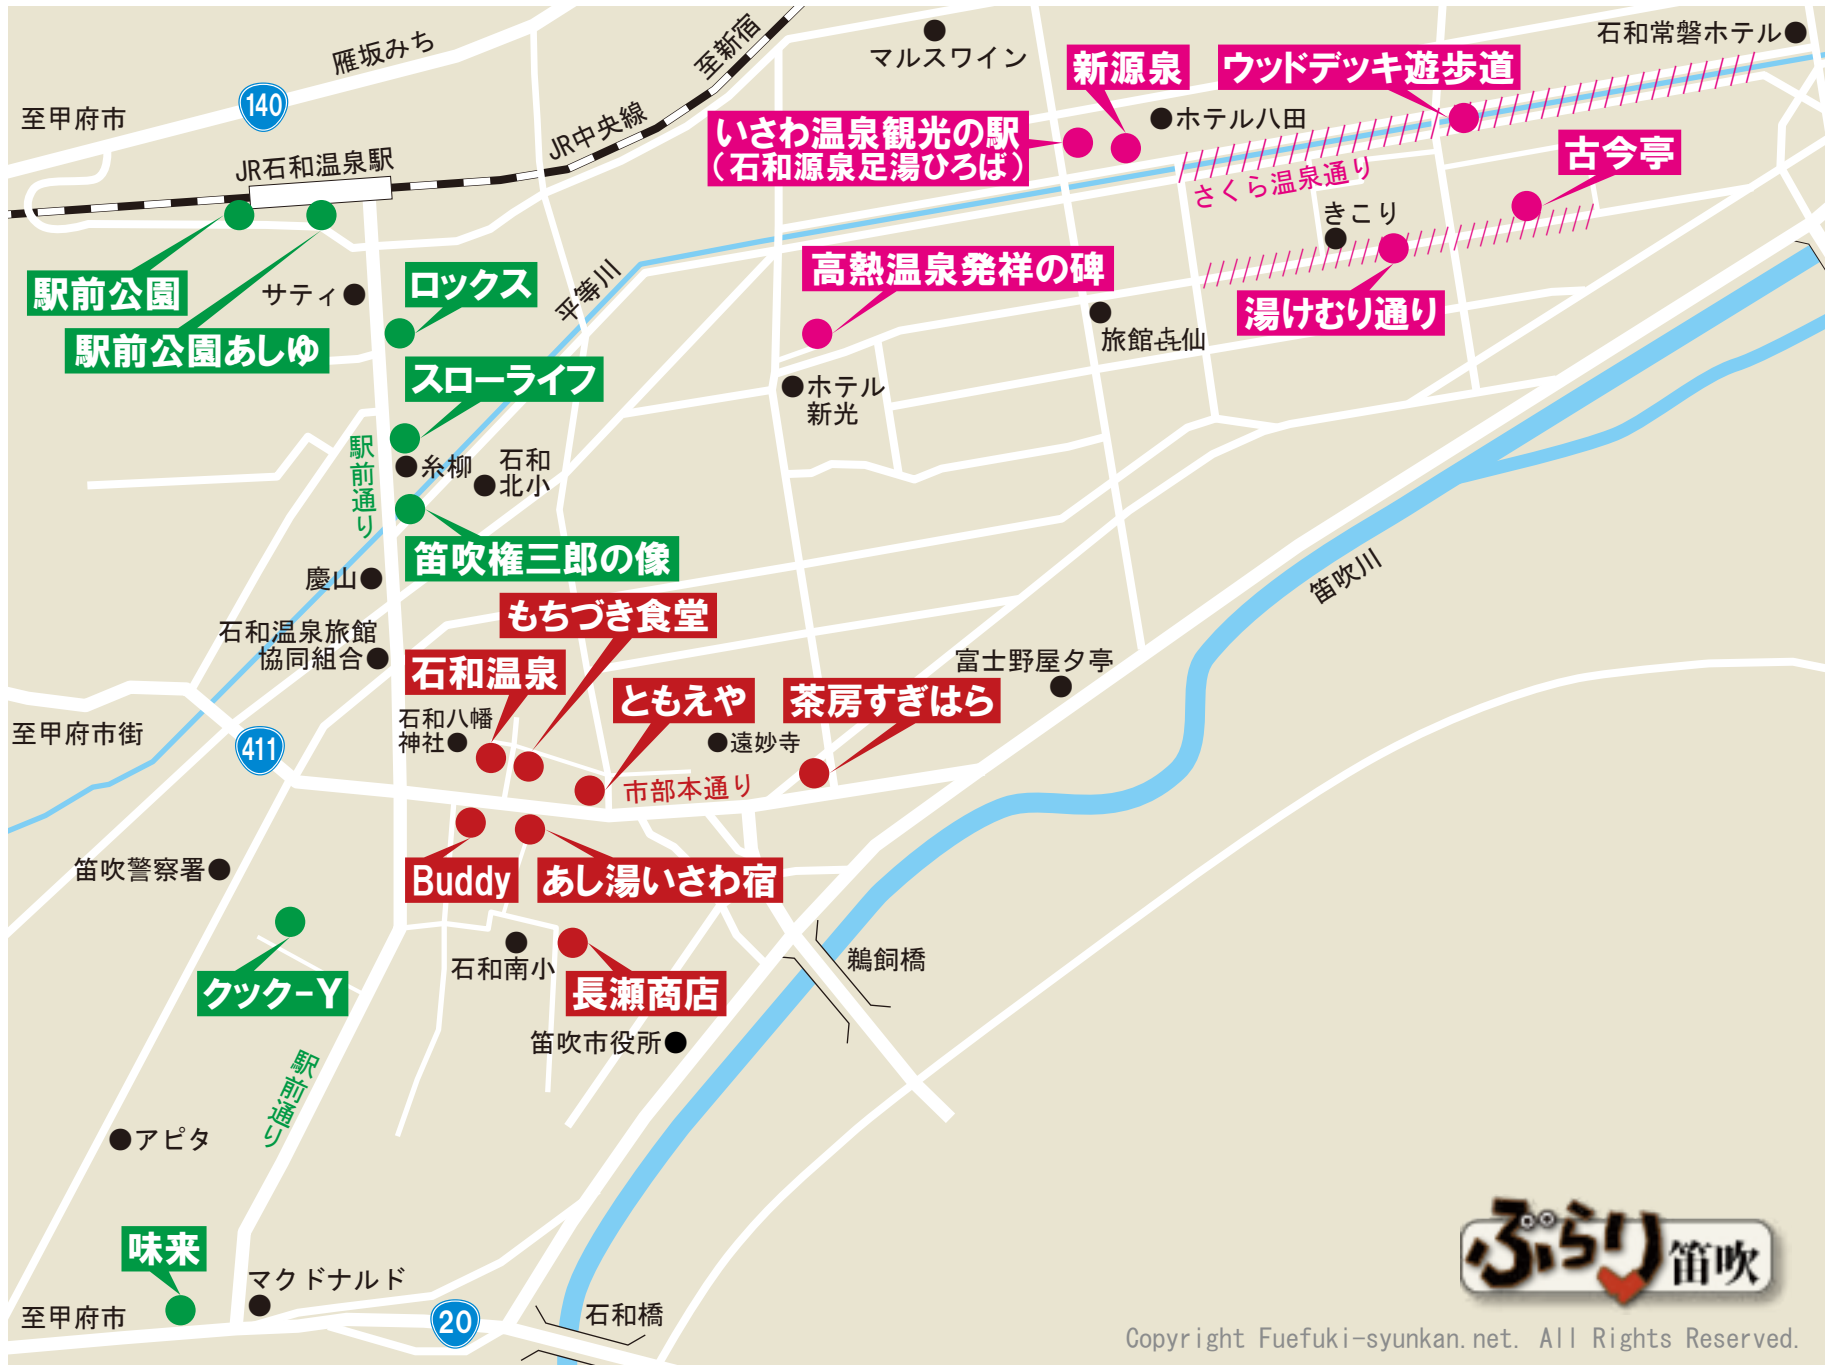 雁坂みち
至新宿
マルスワイン
石和常磐ホテル
新源泉
ウッドデッキ遊歩道
140
至甲府市
JR中央線
いさわ温泉観光の駅
(石和源泉足湯ひろば)
ホテル八田
古今亭
JR石和温泉駅
さくら温泉通り
きこり
駅前公園
サティ
ロックス
平等川
高熱温泉発祥の碑
湯けむり通り
駅前公園あしゆ
旅館㐂仙
スローライフ
ホテル
新光
駅前通り
糸柳
石和
北小
笛吹権三郎の像
慶山
笛吹川
もちづき食堂
石和温泉旅館
協同組合
石和温泉
ともえや
茶房すぎはら
富士野屋夕亭
石和八幡
神社
遠妙寺
至甲府市街
411
市部本通り
笛吹警察署
Buddy
あし湯いさわ宿
クック-Y
石和南小
長瀬商店
鵜飼橋
笛吹市役所
駅前通り
アピタ
味来
マクドナルド
至甲府市
20
石和橋
ぶらり笛吹
Copyright Fuefuki-syunkan.net. All Rights Reserved.